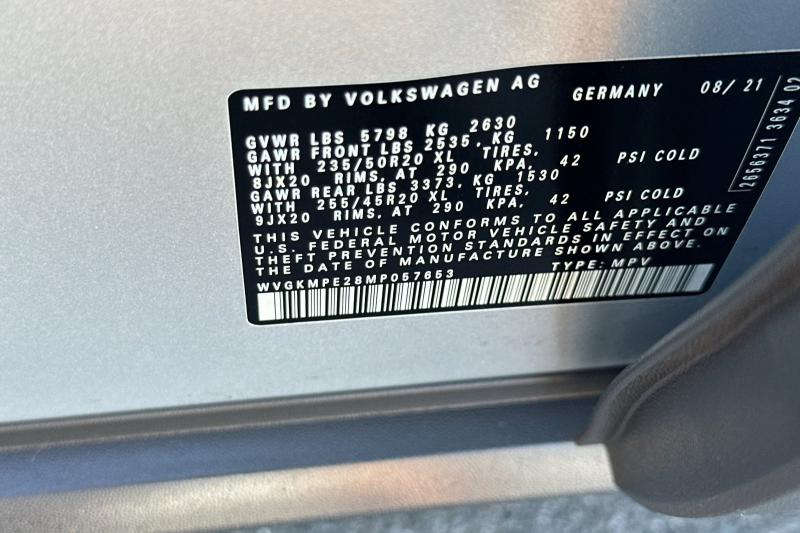 MFD BY VOLKSWAGEN AG GERMANY 08/ 21
GVWR LBS 5798 KG 2630
GAWR FRONT LBS 2535, KG 1150
WITH 235/50R20 XL TIRES,
8JX20 RIMS, AT 290 KPA, 42 PSI COLD
GAWR REAR LBS 3373, KG 1530
WITH 255/45R20 XL TIRES,
9JX20 RIMS, AT 290 KPA, 42 PSI COLD
THIS VEHICLE CONFORMS TO ALL APPLICABLE
U.S. FEDERAL MOTOR VEHICLE SAFETY AND
THEFT PREVENTION STANDARDS IN EFFECT ON
THE DATE OF MANUFACTURE SHOWN ABOVE.
WVGKMPE28MP057653 TYPE: MPV
2656371 3634 02